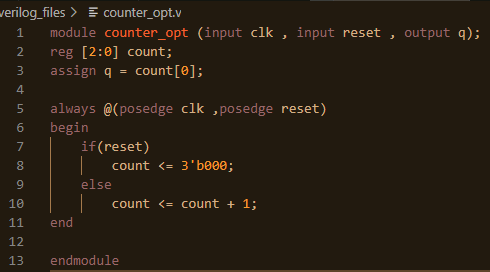 verilog_files > counter_opt.v
1 module counter_opt (input clk , input reset , output q);
2 reg [2:0] count;
3 assign q = count[0];
4
5 always @(posedge clk ,posedge reset)
6 begin
7     if(reset)
8         count <= 3'b000;
9     else
10         count <= count + 1;
11 end
12
13 endmodule